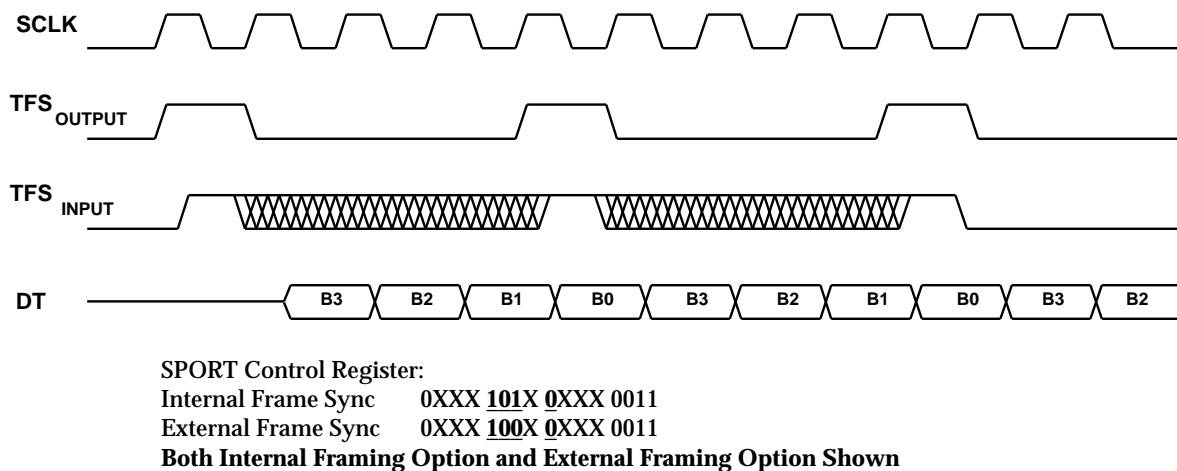 SCLK
TFS OUTPUT
TFS INPUT
DT B3 B2 B1 B0 B3 B2 B1 B0 B3 B2
SPORT Control Register:
Internal Frame Sync 0XXX 101X 0XXX 0011
External Frame Sync 0XXX 100X 0XXX 0011
Both Internal Framing Option and External Framing Option Shown